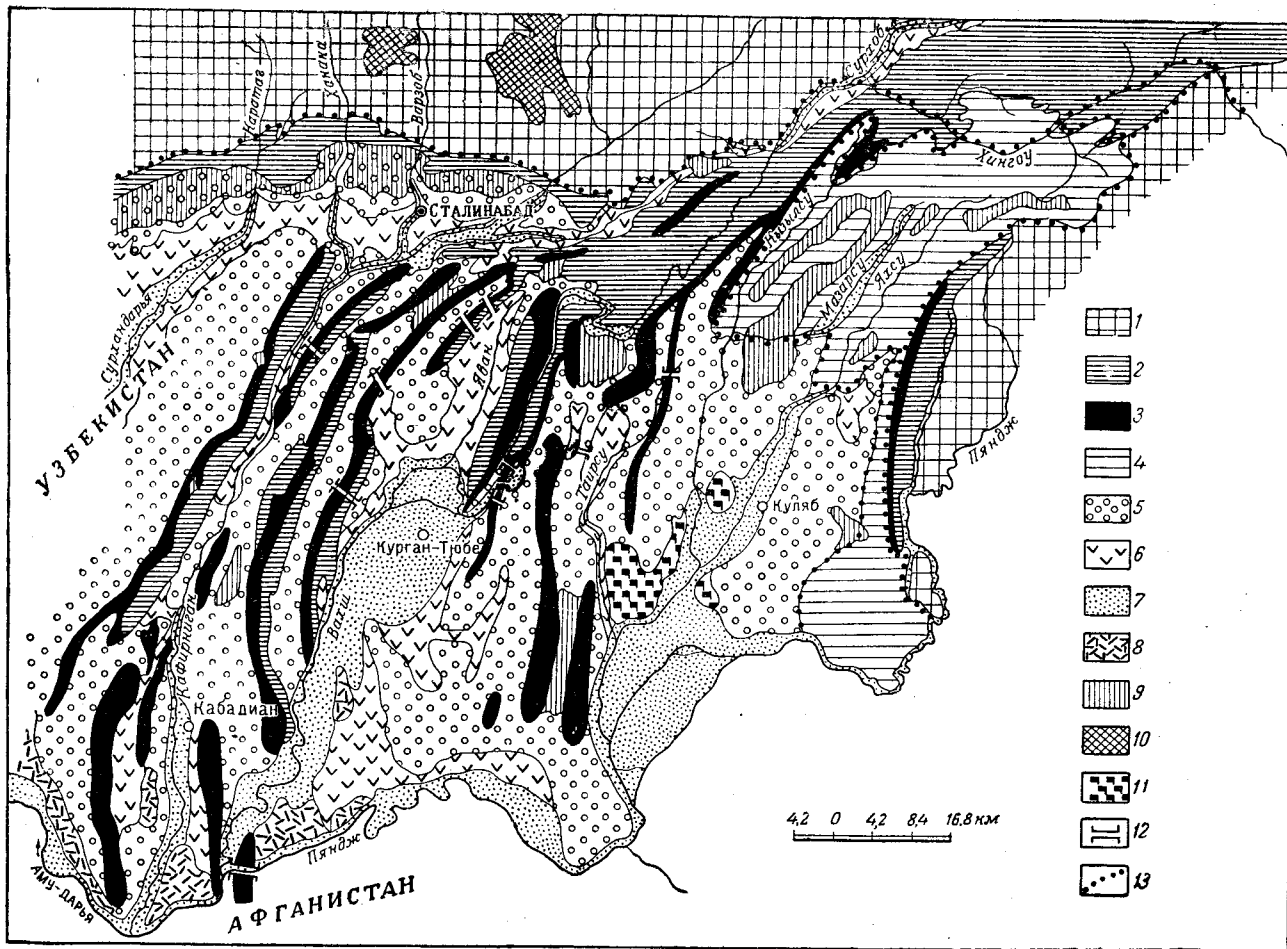 Каратаг
Ханака
Варзоб
Сурхоб
Хингоу
СТАЛИНАБАД
Сурхандарья
УЗБЕКИСТАН
Яван
Кызылсу
Махарсу
Яхсу
Пяндж
Таирсу
Куляб
Курган-Тюбе
Вахш
Кафирниган
Кабадиан
Пяндж
АМУ-ДАРЬЯ
АФГАНИСТАН
4,2 0 4,2 8,4 16,8 км
1
2
3
4
5
6
7
8
9
10
11
12
13